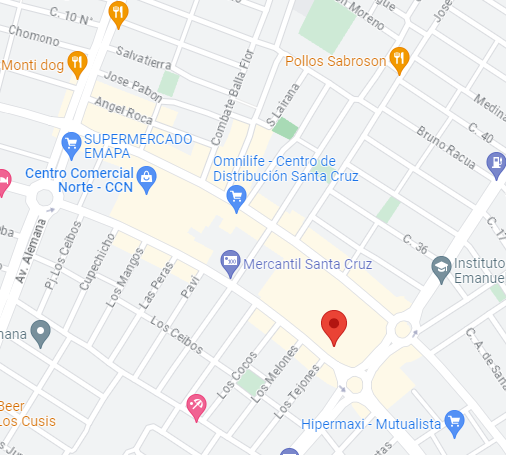 C. 10 N°
Moreno
Chomono
Salvatierra
Monti dog
Jose Pabon
Pollos Sabroson
Combate Balla Flor
S Lairana
Angel Roca
Medina
SUPERMERCADO
EMAPA
Bruno Racua
C. 40
Omnilife - Centro de
Distribución Santa Cruz
Centro Comercial
Norte - CCN
Av. Alemana
Pj Los Ceibos
Cupechicho
Los Mangos
Las Peras
Pavi
C. 36
C. 17
Mercantil Santa Cruz
Instituto
Emanue
Los Ceibos
mana
Los Cocos
Los Melones
Los Tejones
C. A. de San
Beer
Los Cusis
Hipermaxi - Mutualista